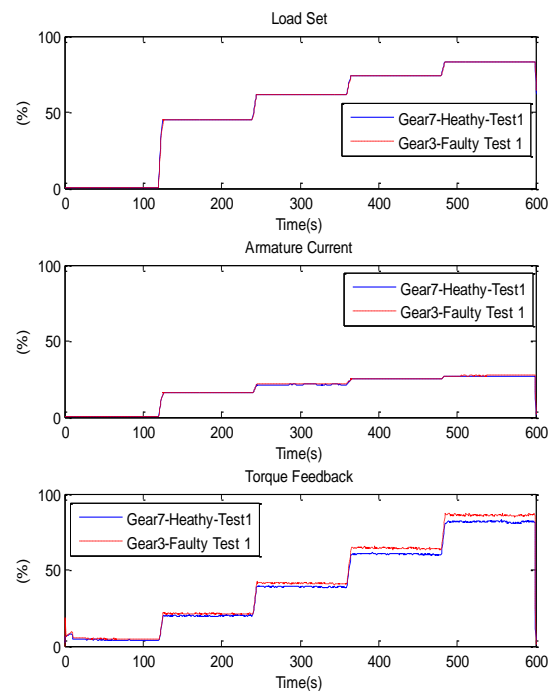 Load Set
100
50
0
(%)
Gear7-Heathy-Test1
Gear3-Faulty Test 1
0 100 200 300 400 500 600
Time(s)
Armature Current
100
50
0
(%)
Gear7-Heathy-Test1
Gear3-Faulty Test 1
0 100 200 300 400 500 600
Time(s)
Torque Feedback
100
50
0
(%)
Gear7-Heathy-Test1
Gear3-Faulty Test 1
0 100 200 300 400 500 600
Time(s)